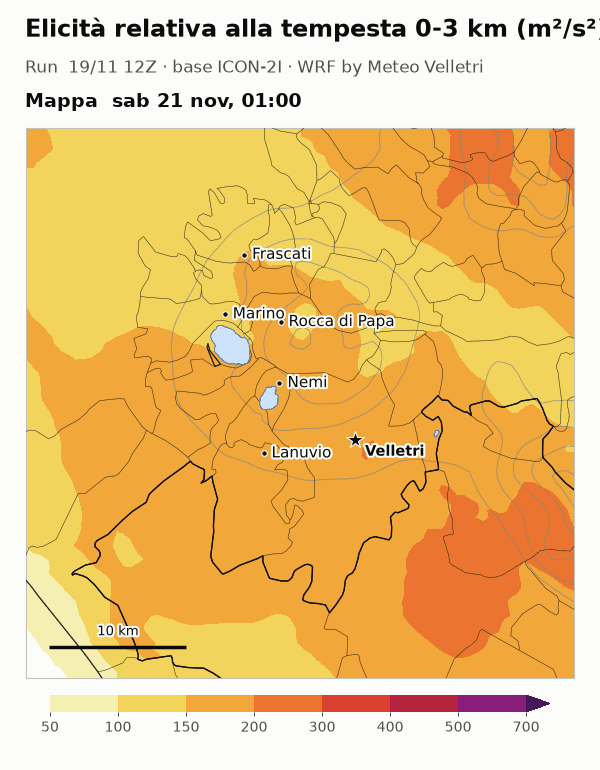 Elicità relativa alla tempesta 0-3 km (m²/s²)
Run  19/11 12Z · base ICON-2I · WRF by Meteo Velletri
Mappa  sab 21 nov, 01:00
Frascati
Marino
Rocca di Papa
Nemi
Velletri
Lanuvio
10 km
50 100 150 200 300 400 500 700